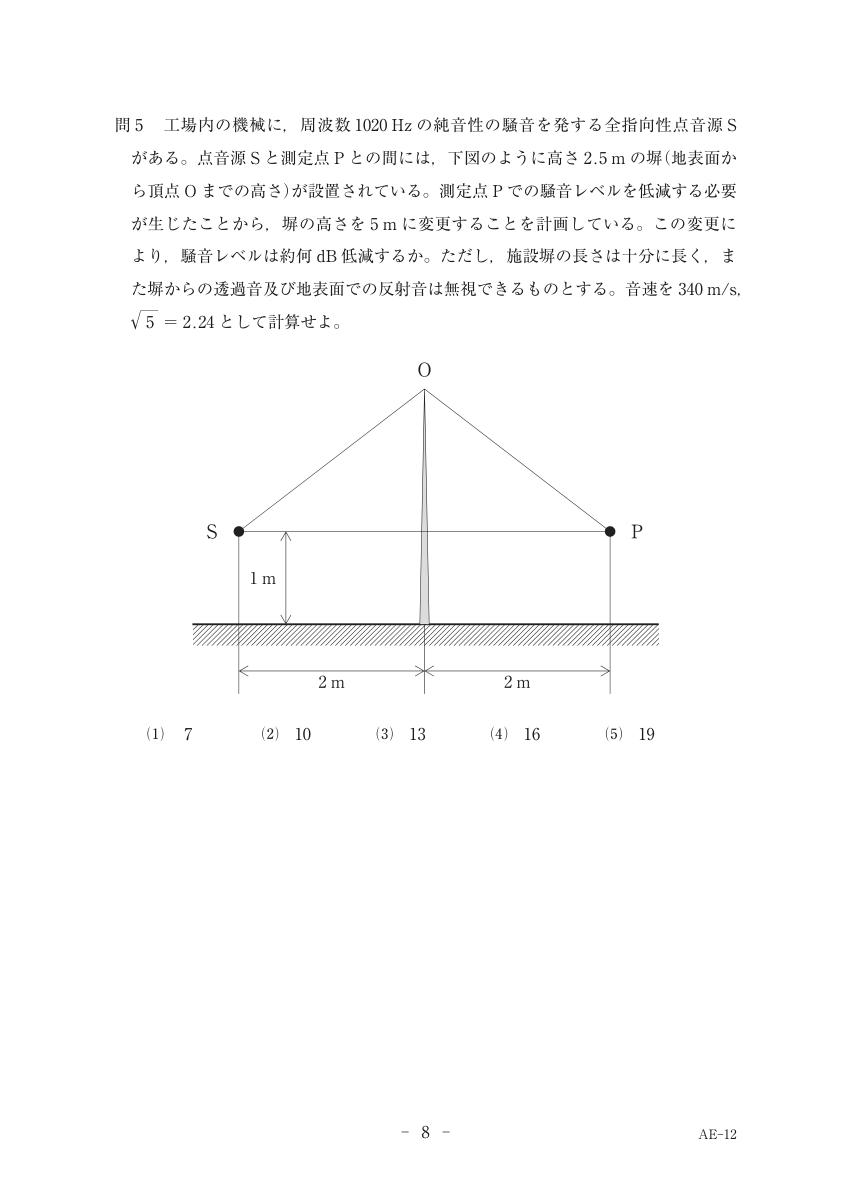 問5　工場内の機械に，周波数 1020 Hz の純音性の騒音を発する全指向性点音源 S
がある。点音源 S と測定点 P との間には，下図のように高さ 2.5 m の塀(地表面か
ら頂点 O までの高さ)が設置されている。測定点 P での騒音レベルを低減する必要
が生じたことから，塀の高さを 5 m に変更することを計画している。この変更に
より，騒音レベルは約何 dB 低減するか。ただし，施設塀の長さは十分に長く，ま
た塀からの透過音及び地表面での反射音は無視できるものとする。音速を 340 m/s,
√5 = 2.24 として計算せよ。
O
S
P
1 m
2 m
2 m
(1)　7　(2)　10　(3)　13　(4)　16　(5)　19
- 8 -
AE-12